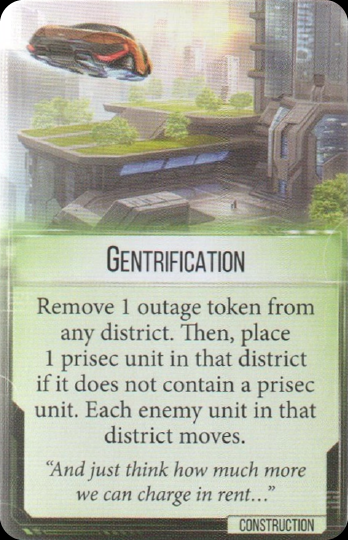 Gentrification
Remove 1 outage token from
any district. Then, place
1 prisec unit in that district
if it does not contain a prisec
unit. Each enemy unit in that
district moves.
“And just think how much more
we can charge in rent…”
CONSTRUCTION